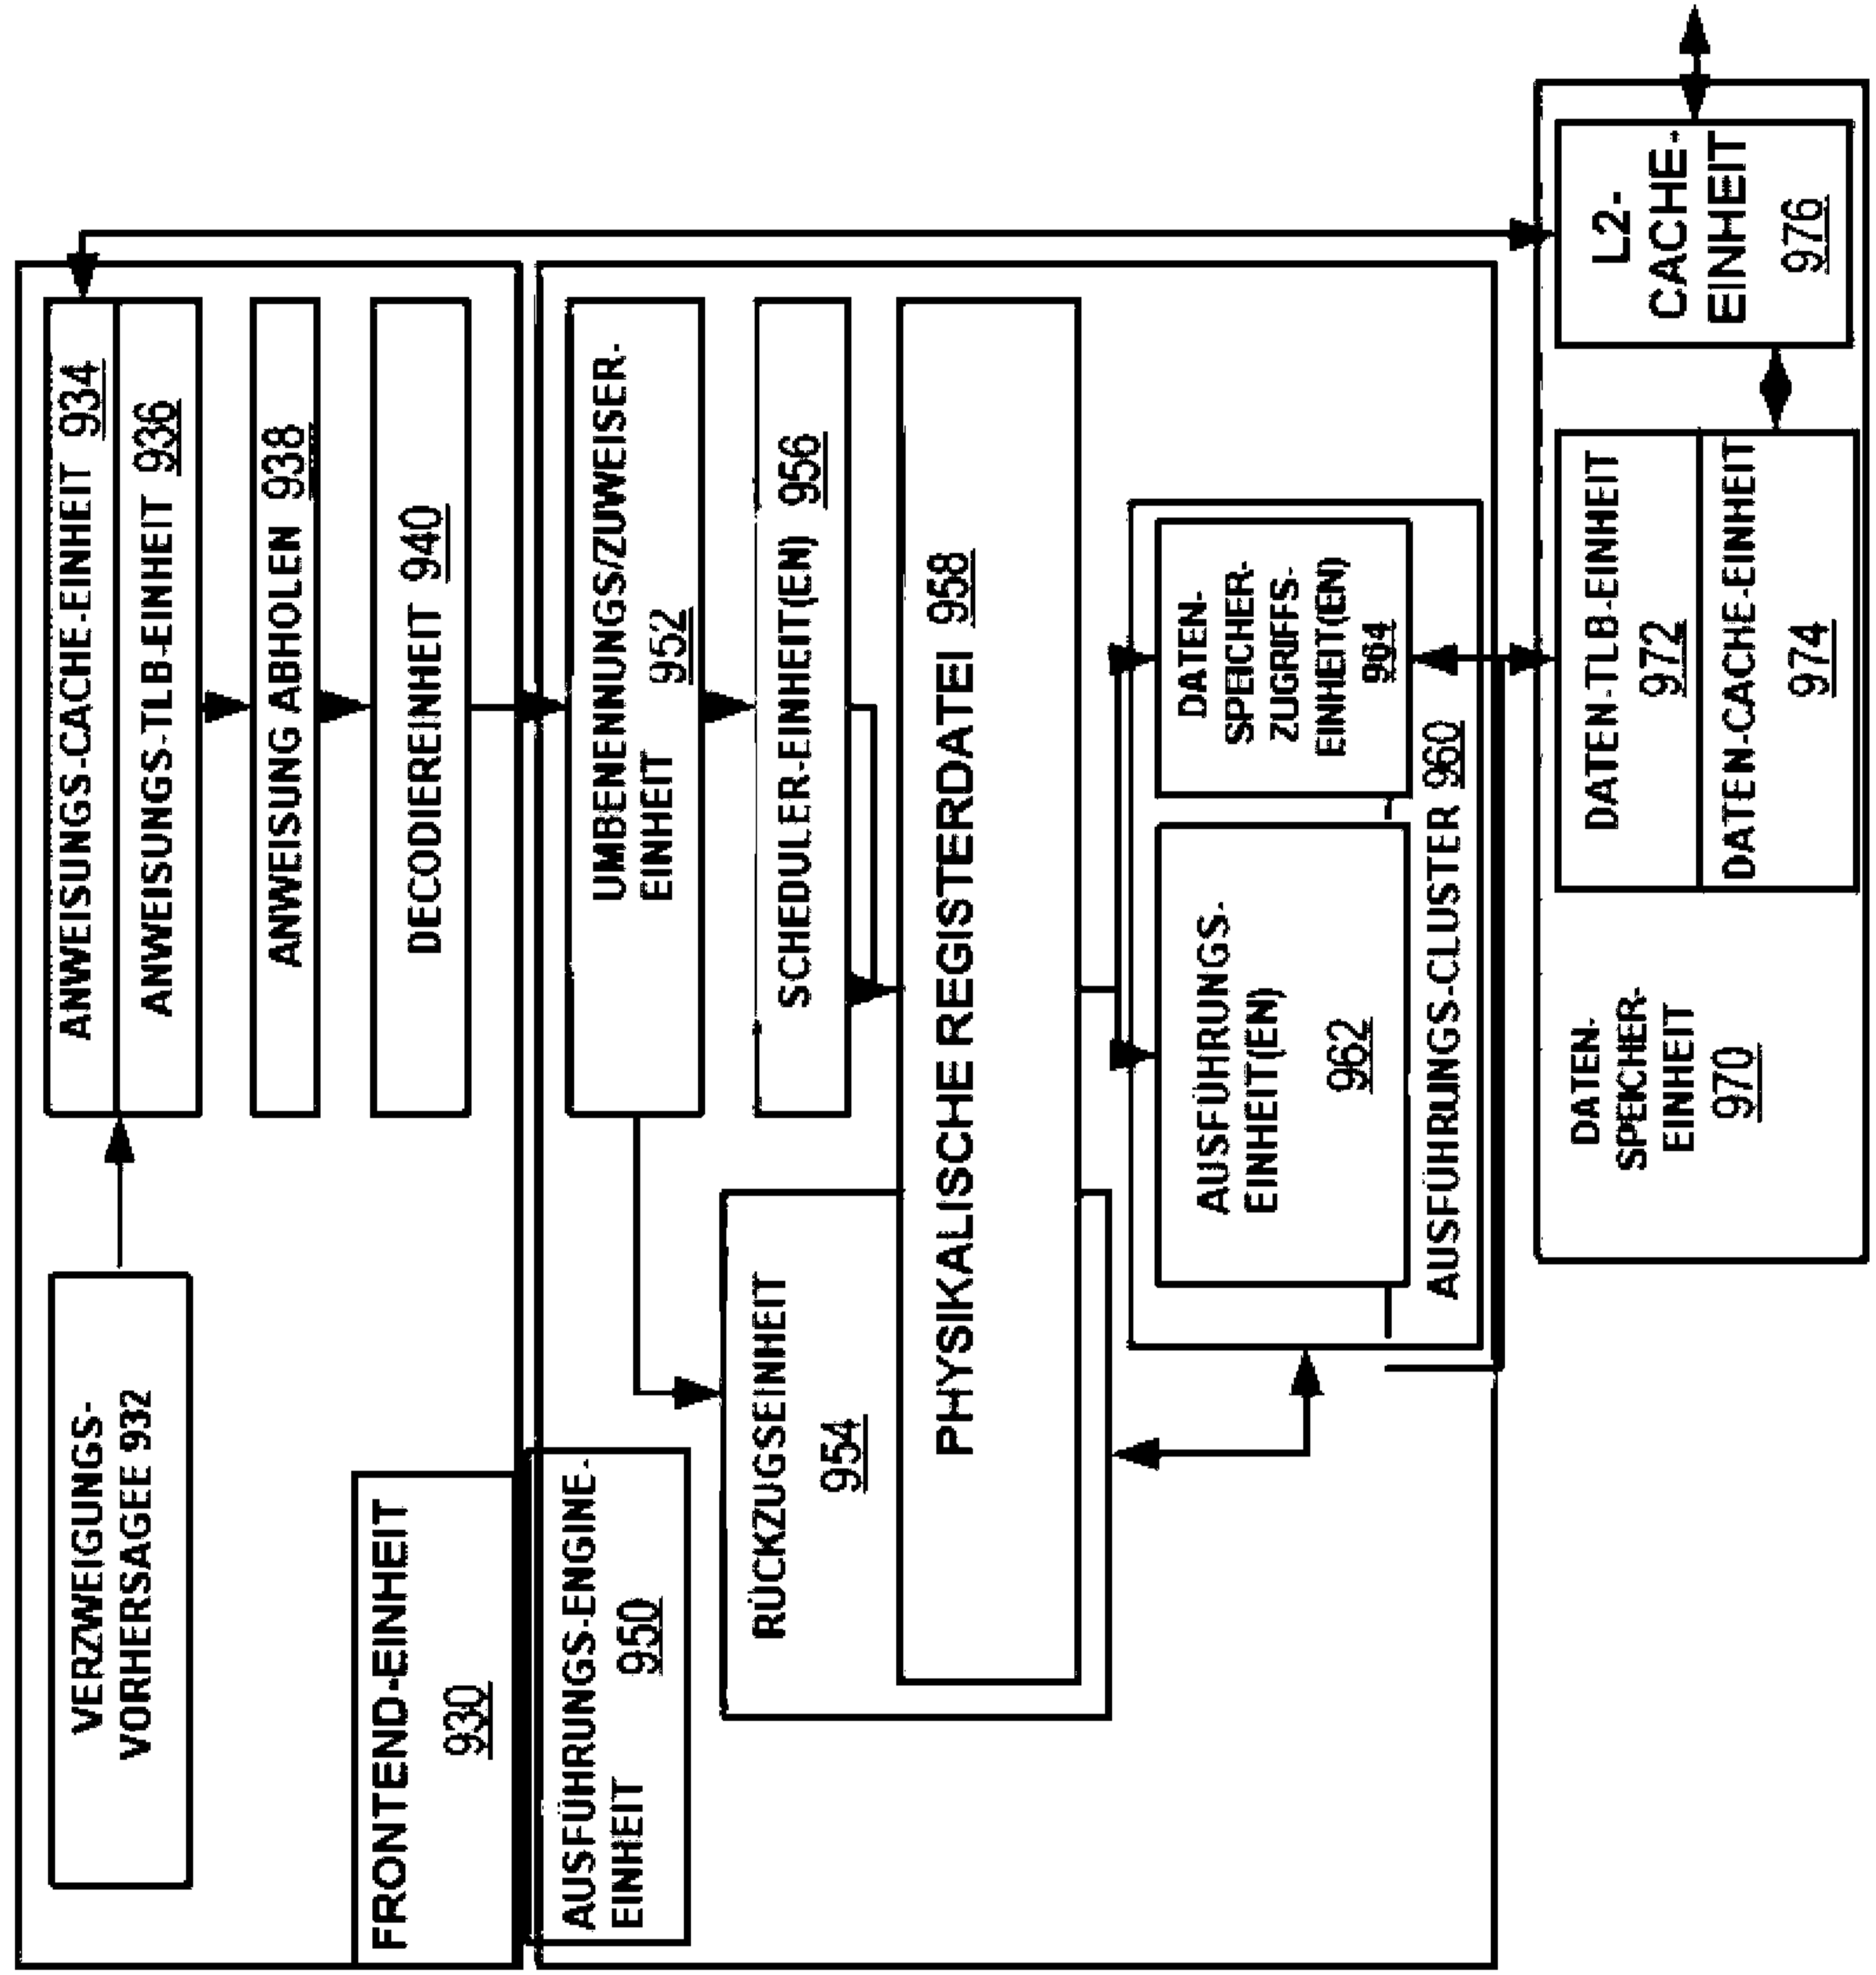 VERZWEIGUNGS-
VORHERSAGEE 932
ANWEISUNGS-CACHE-EINHEIT 934
ANWEISUNGS-TLB-EINHEIT 936
ANWEISUNG ABHOLEN 938
FRONTEND-EINHEIT
930
DECODIEREINHEIT 940
AUSFÜHRUNGS-ENGINE-
EINHEIT 950
UMBENENNUNGS/ZUWEISER-
EINHEIT 952
RÜCKZUGSEINHEIT
954
SCHEDULER-EINHEIT(EN) 956
PHYSIKALISCHE REGISTERDATEI 958
AUSFÜHRUNGS-
EINHEIT(EN)
962
DATEN-
SPEICHER-
ZUGRIFFS-
EINHEIT(EN)
964
AUSFÜHRUNGS-CLUSTER 960
DATEN-
SPEICHER-
EINHEIT
970
DATEN-TLB-EINHEIT
972
DATEN-CACHE-EINHEIT
974
L2-
CACHE-
EINHEIT
976